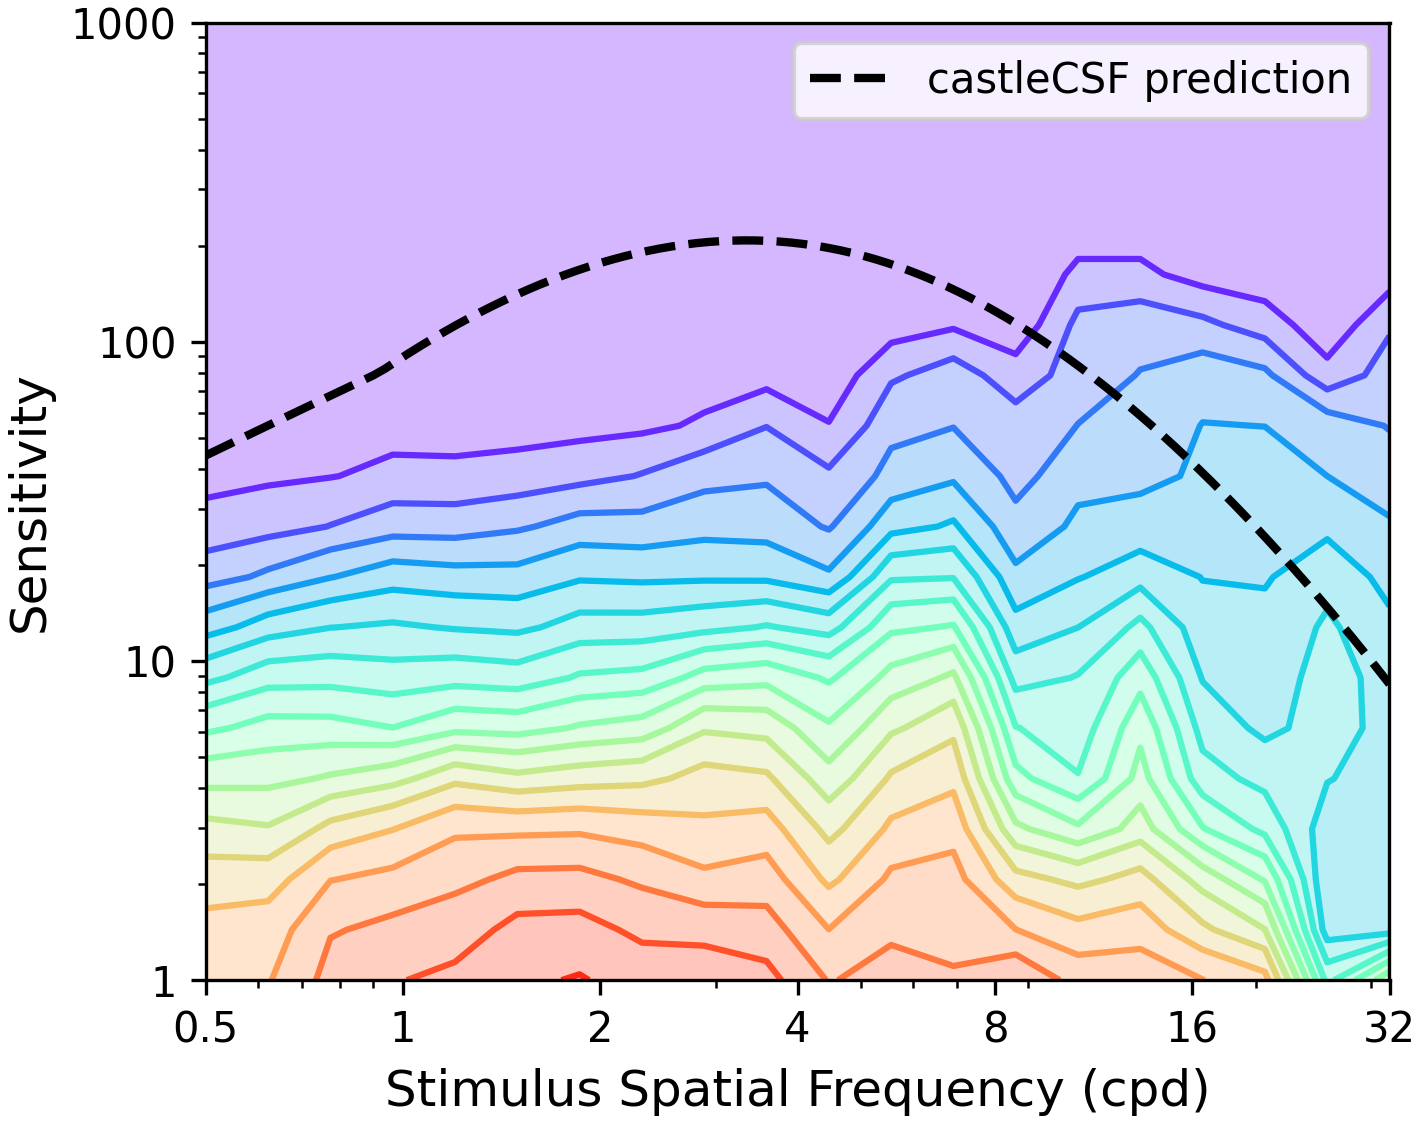 1000
castleCSF prediction
100
Sensitivity
10
1
0.5 1 2 4 8 16 32
Stimulus Spatial Frequency (cpd)